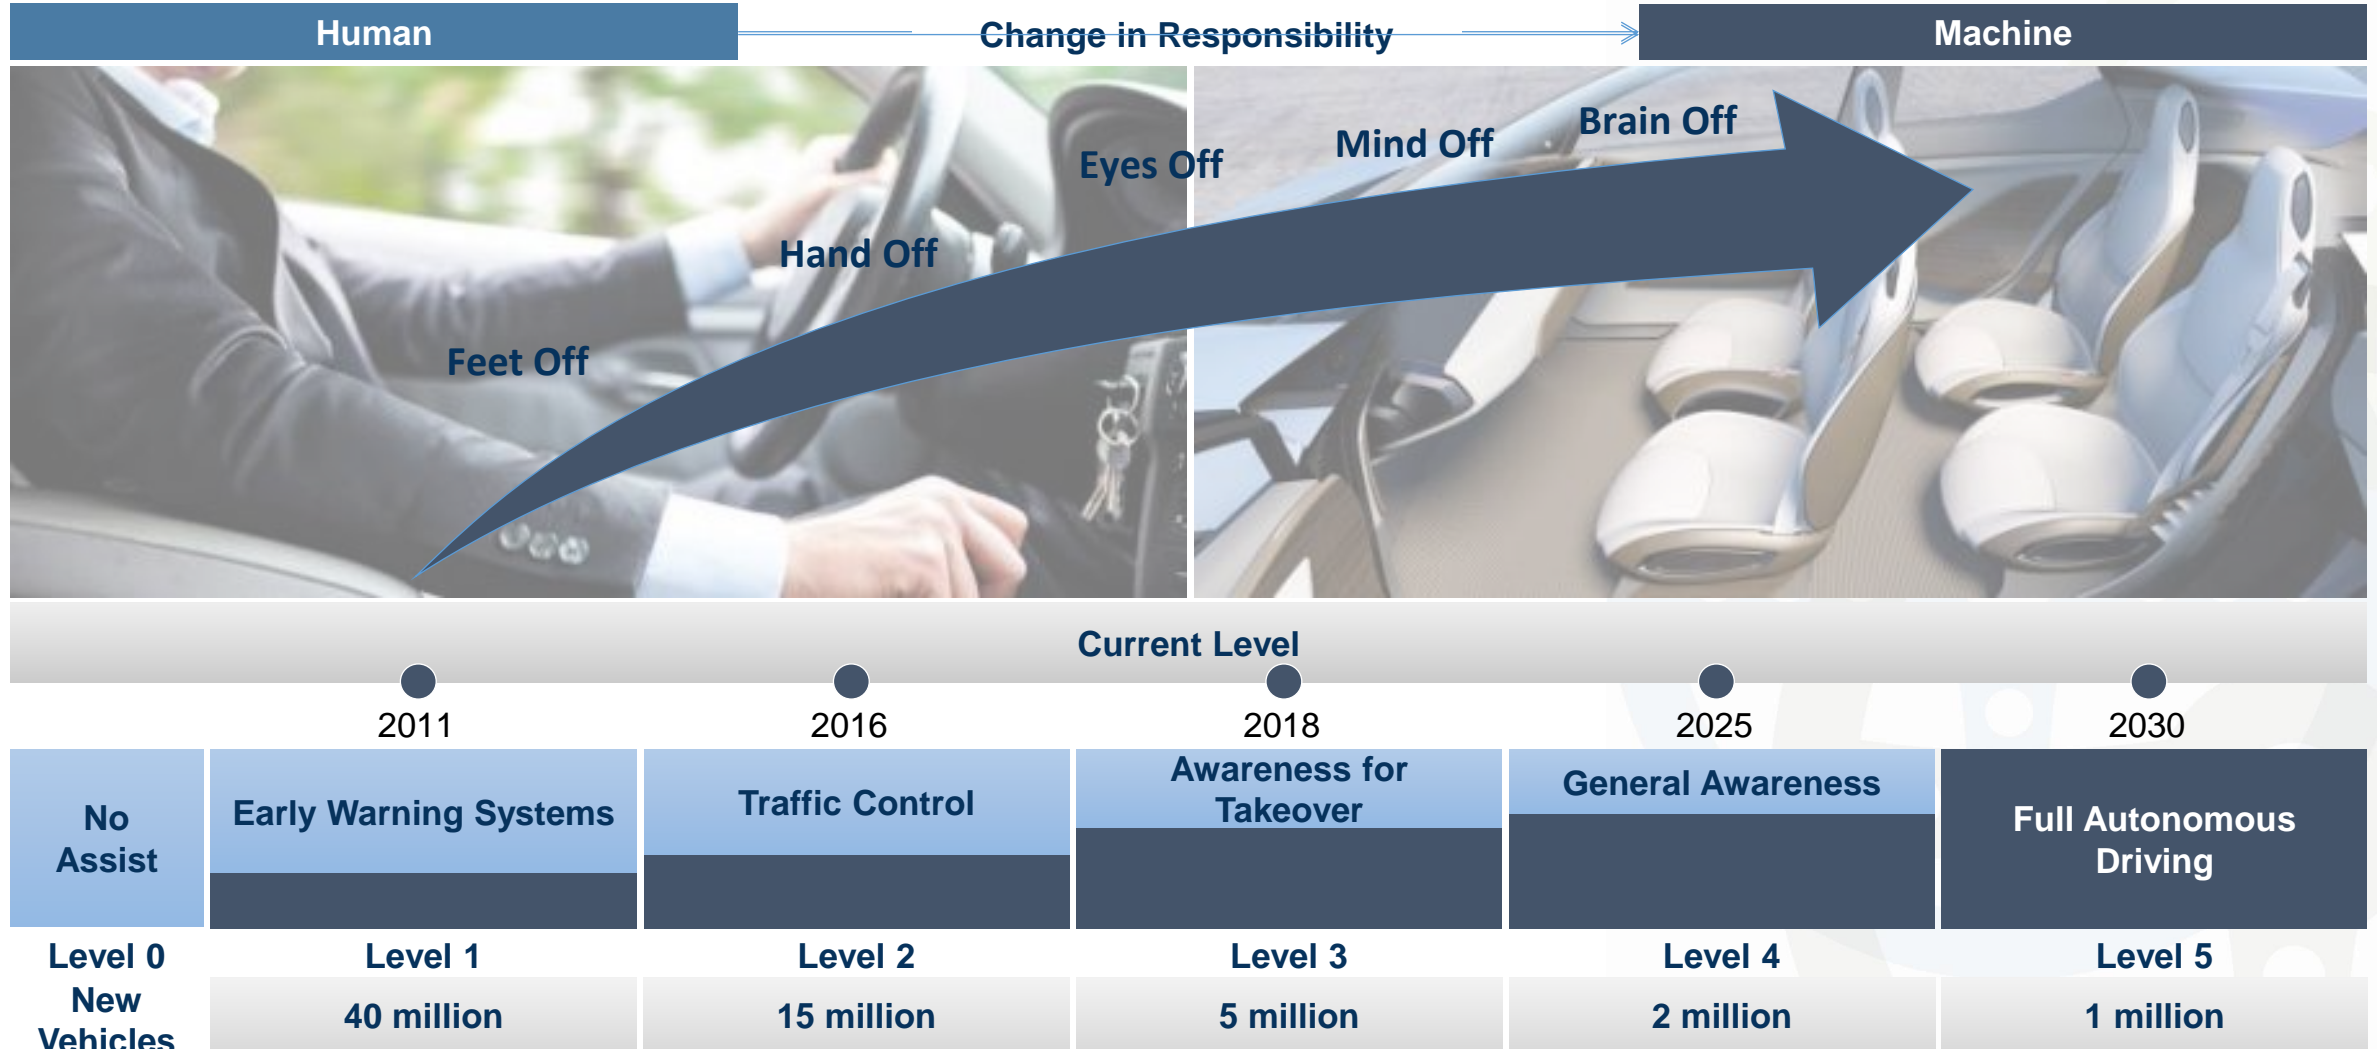 Human
Change in Responsibility
Machine
Brain Off
Mind Off
Eyes Off
Hand Off
Feet Off
Current Level
2011
2016
2018
2025
2030
No
Assist
Early Warning Systems
Traffic Control
Awareness for
Takeover
General Awareness
Full Autonomous
Driving
Level 0
Level 1
Level 2
Level 3
Level 4
Level 5
New
Vehicles
40 million
15 million
5 million
2 million
1 million